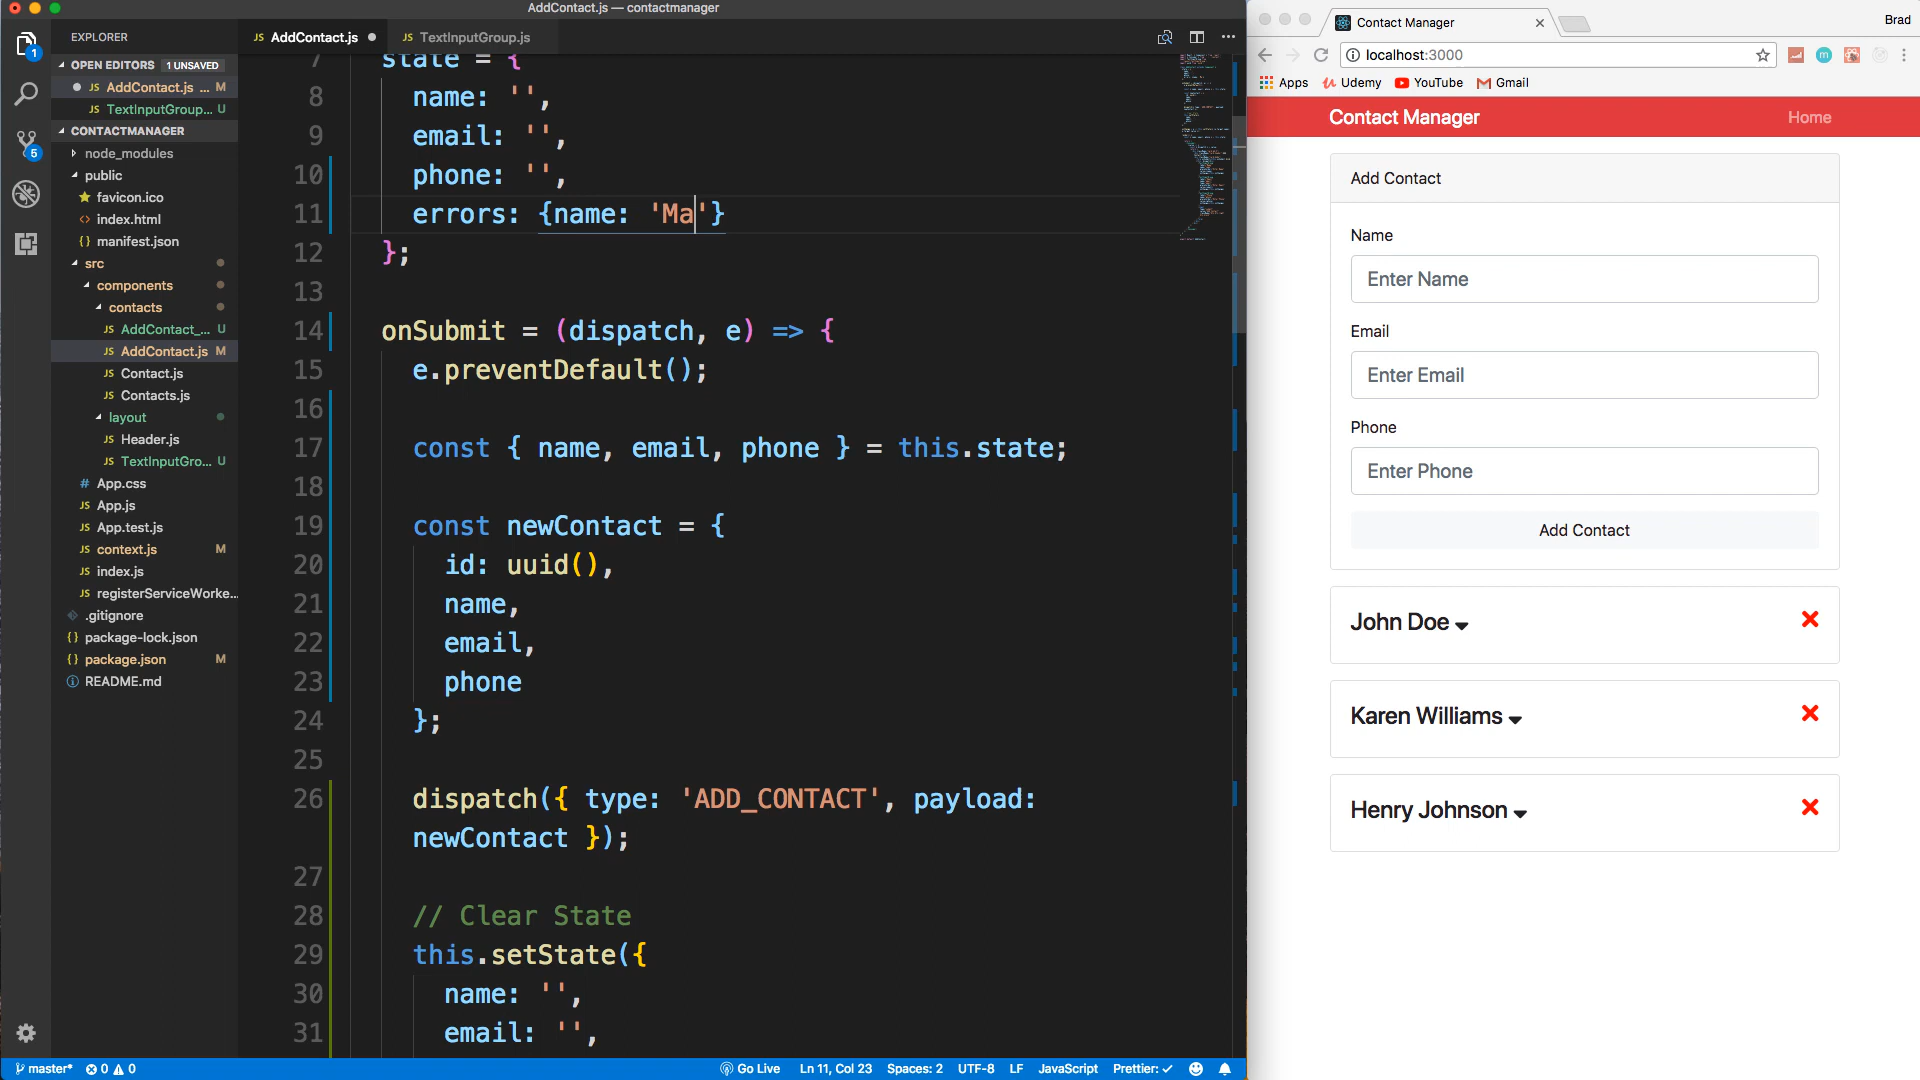 AddContact.js — contactmanager
EXPLORER
OPEN EDITORS 1 UNSAVED
AddContact.js ... M
TextInputGroup... U
CONTACTMANAGER
node_modules
public
favicon.ico
index.html
manifest.json
src
components
contacts
AddContact_... U
AddContact.js M
Contact.js
Contacts.js
layout
Header.js
TextInputGro... U
App.css
App.js
App.test.js
context.js M
index.js
registerServiceWorke...
.gitignore
package-lock.json
package.json M
README.md
JS AddContact.js
JS TextInputGroup.js
7 state = {
8 name: '',
9 email: '',
10 phone: '',
11 errors: {name: 'Ma'}
12 };
13
14 onSubmit = (dispatch, e) => {
15 e.preventDefault();
16
17 const { name, email, phone } = this.state;
18
19 const newContact = {
20 id: uuid(),
21 name,
22 email,
23 phone
24 };
25
26 dispatch({ type: 'ADD_CONTACT', payload:
newContact });
27
28 // Clear State
29 this.setState({
30 name: '',
31 email: '',
master* 0 0
Go Live Ln 11, Col 23 Spaces: 2 UTF-8 LF JavaScript Prettier: ✓
Contact Manager
Brad
localhost:3000
Apps Udemy YouTube Gmail
Contact Manager Home
Add Contact
Name
Enter Name
Email
Enter Email
Phone
Enter Phone
Add Contact
John Doe
Karen Williams
Henry Johnson